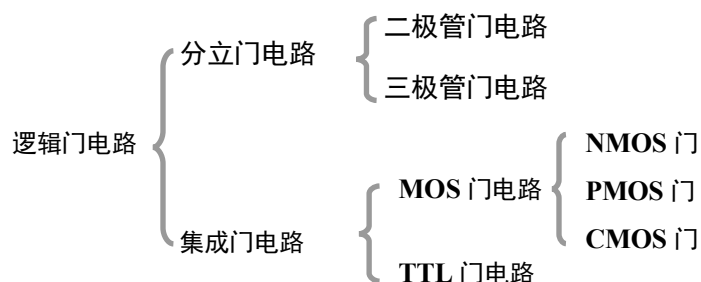 二极管门电路
分立门电路
三极管门电路
逻辑门电路
NMOS 门
MOS 门电路
PMOS 门
集成门电路
CMOS 门
TTL 门电路